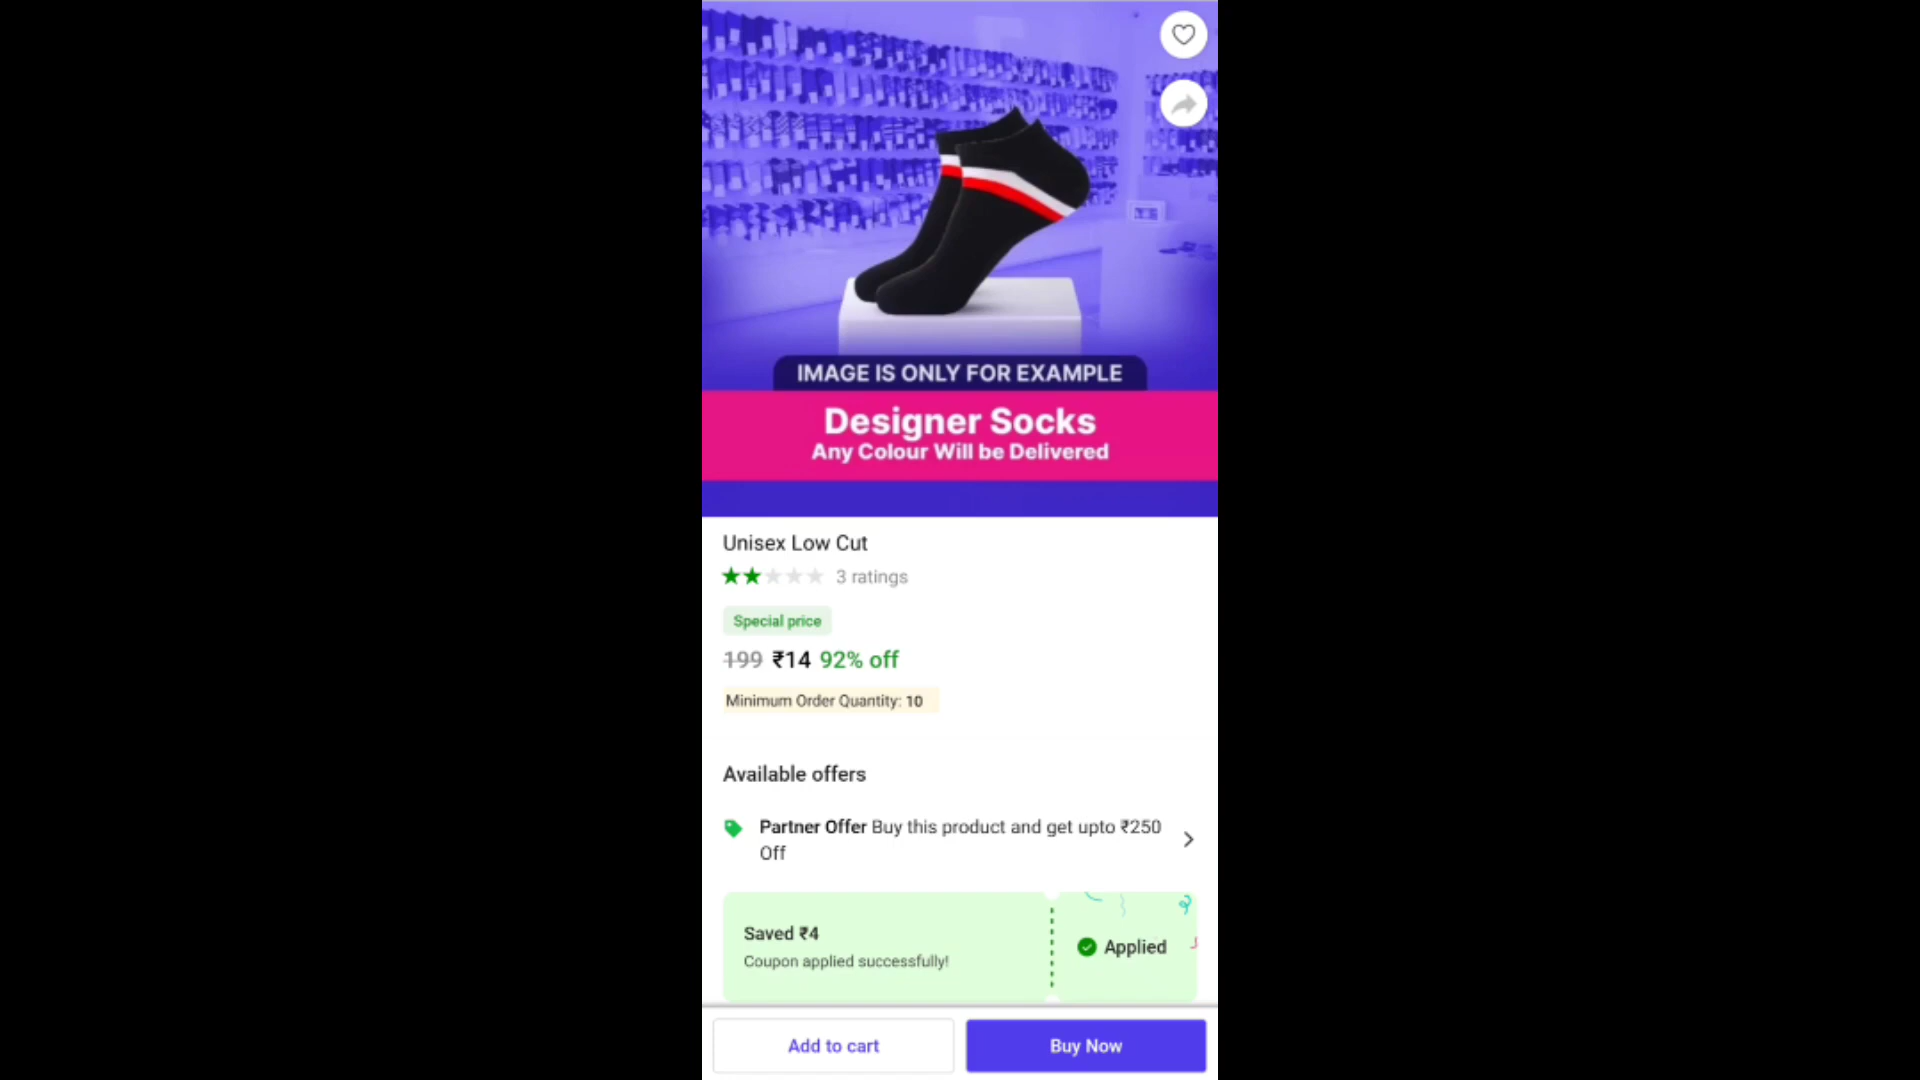 IMAGE IS ONLY FOR EXAMPLE
Designer Socks
Any Colour Will be Delivered
Unisex Low Cut
3 ratings
Special price
199 ₹14 92% off
Minimum Order Quantity: 10
Available offers
Partner Offer Buy this product and get upto ₹250
Off
Saved ₹4
Coupon applied successfully!
Applied
Add to cart
Buy Now